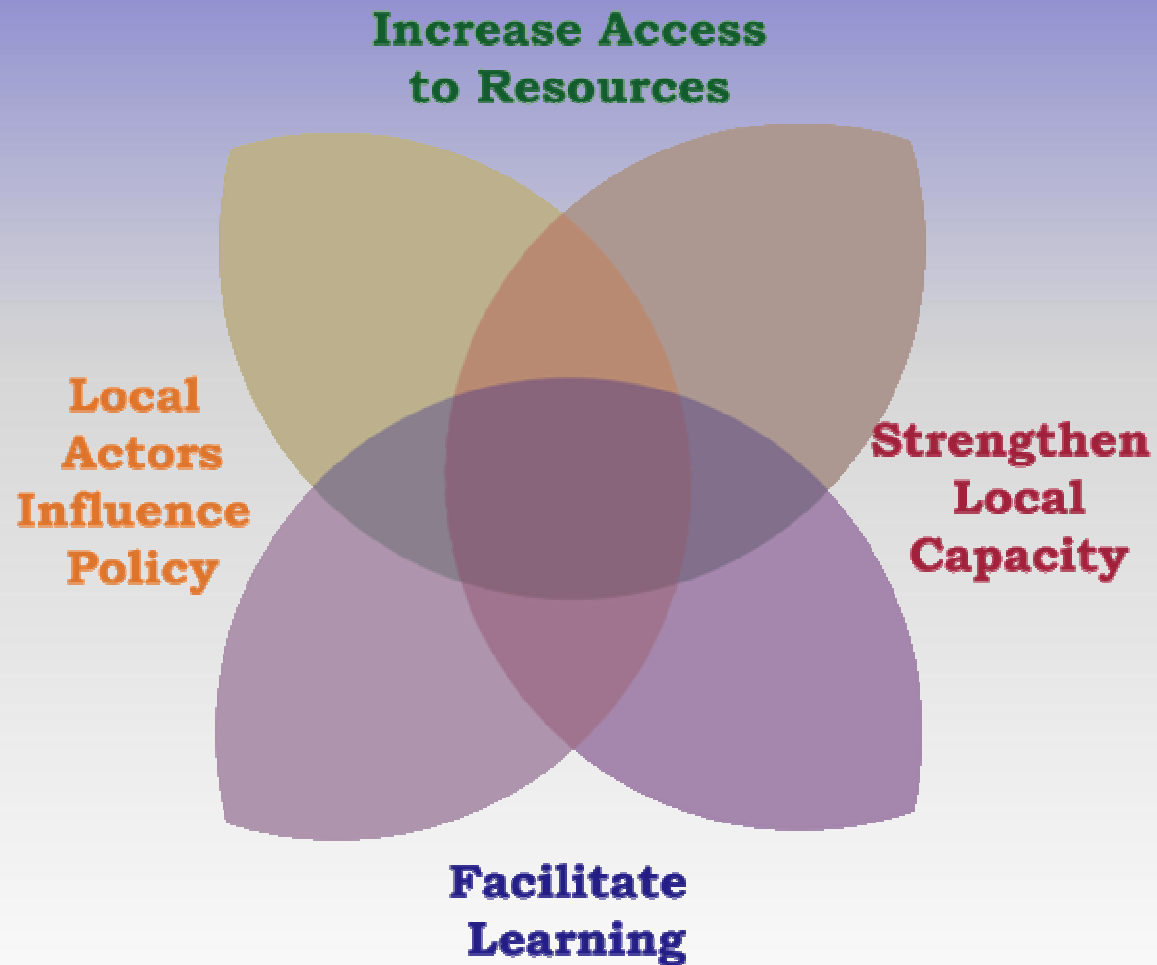 Increase Access
to Resources
Local
Actors
Influence
Policy
Strengthen
Local
Capacity
Facilitate
Learning